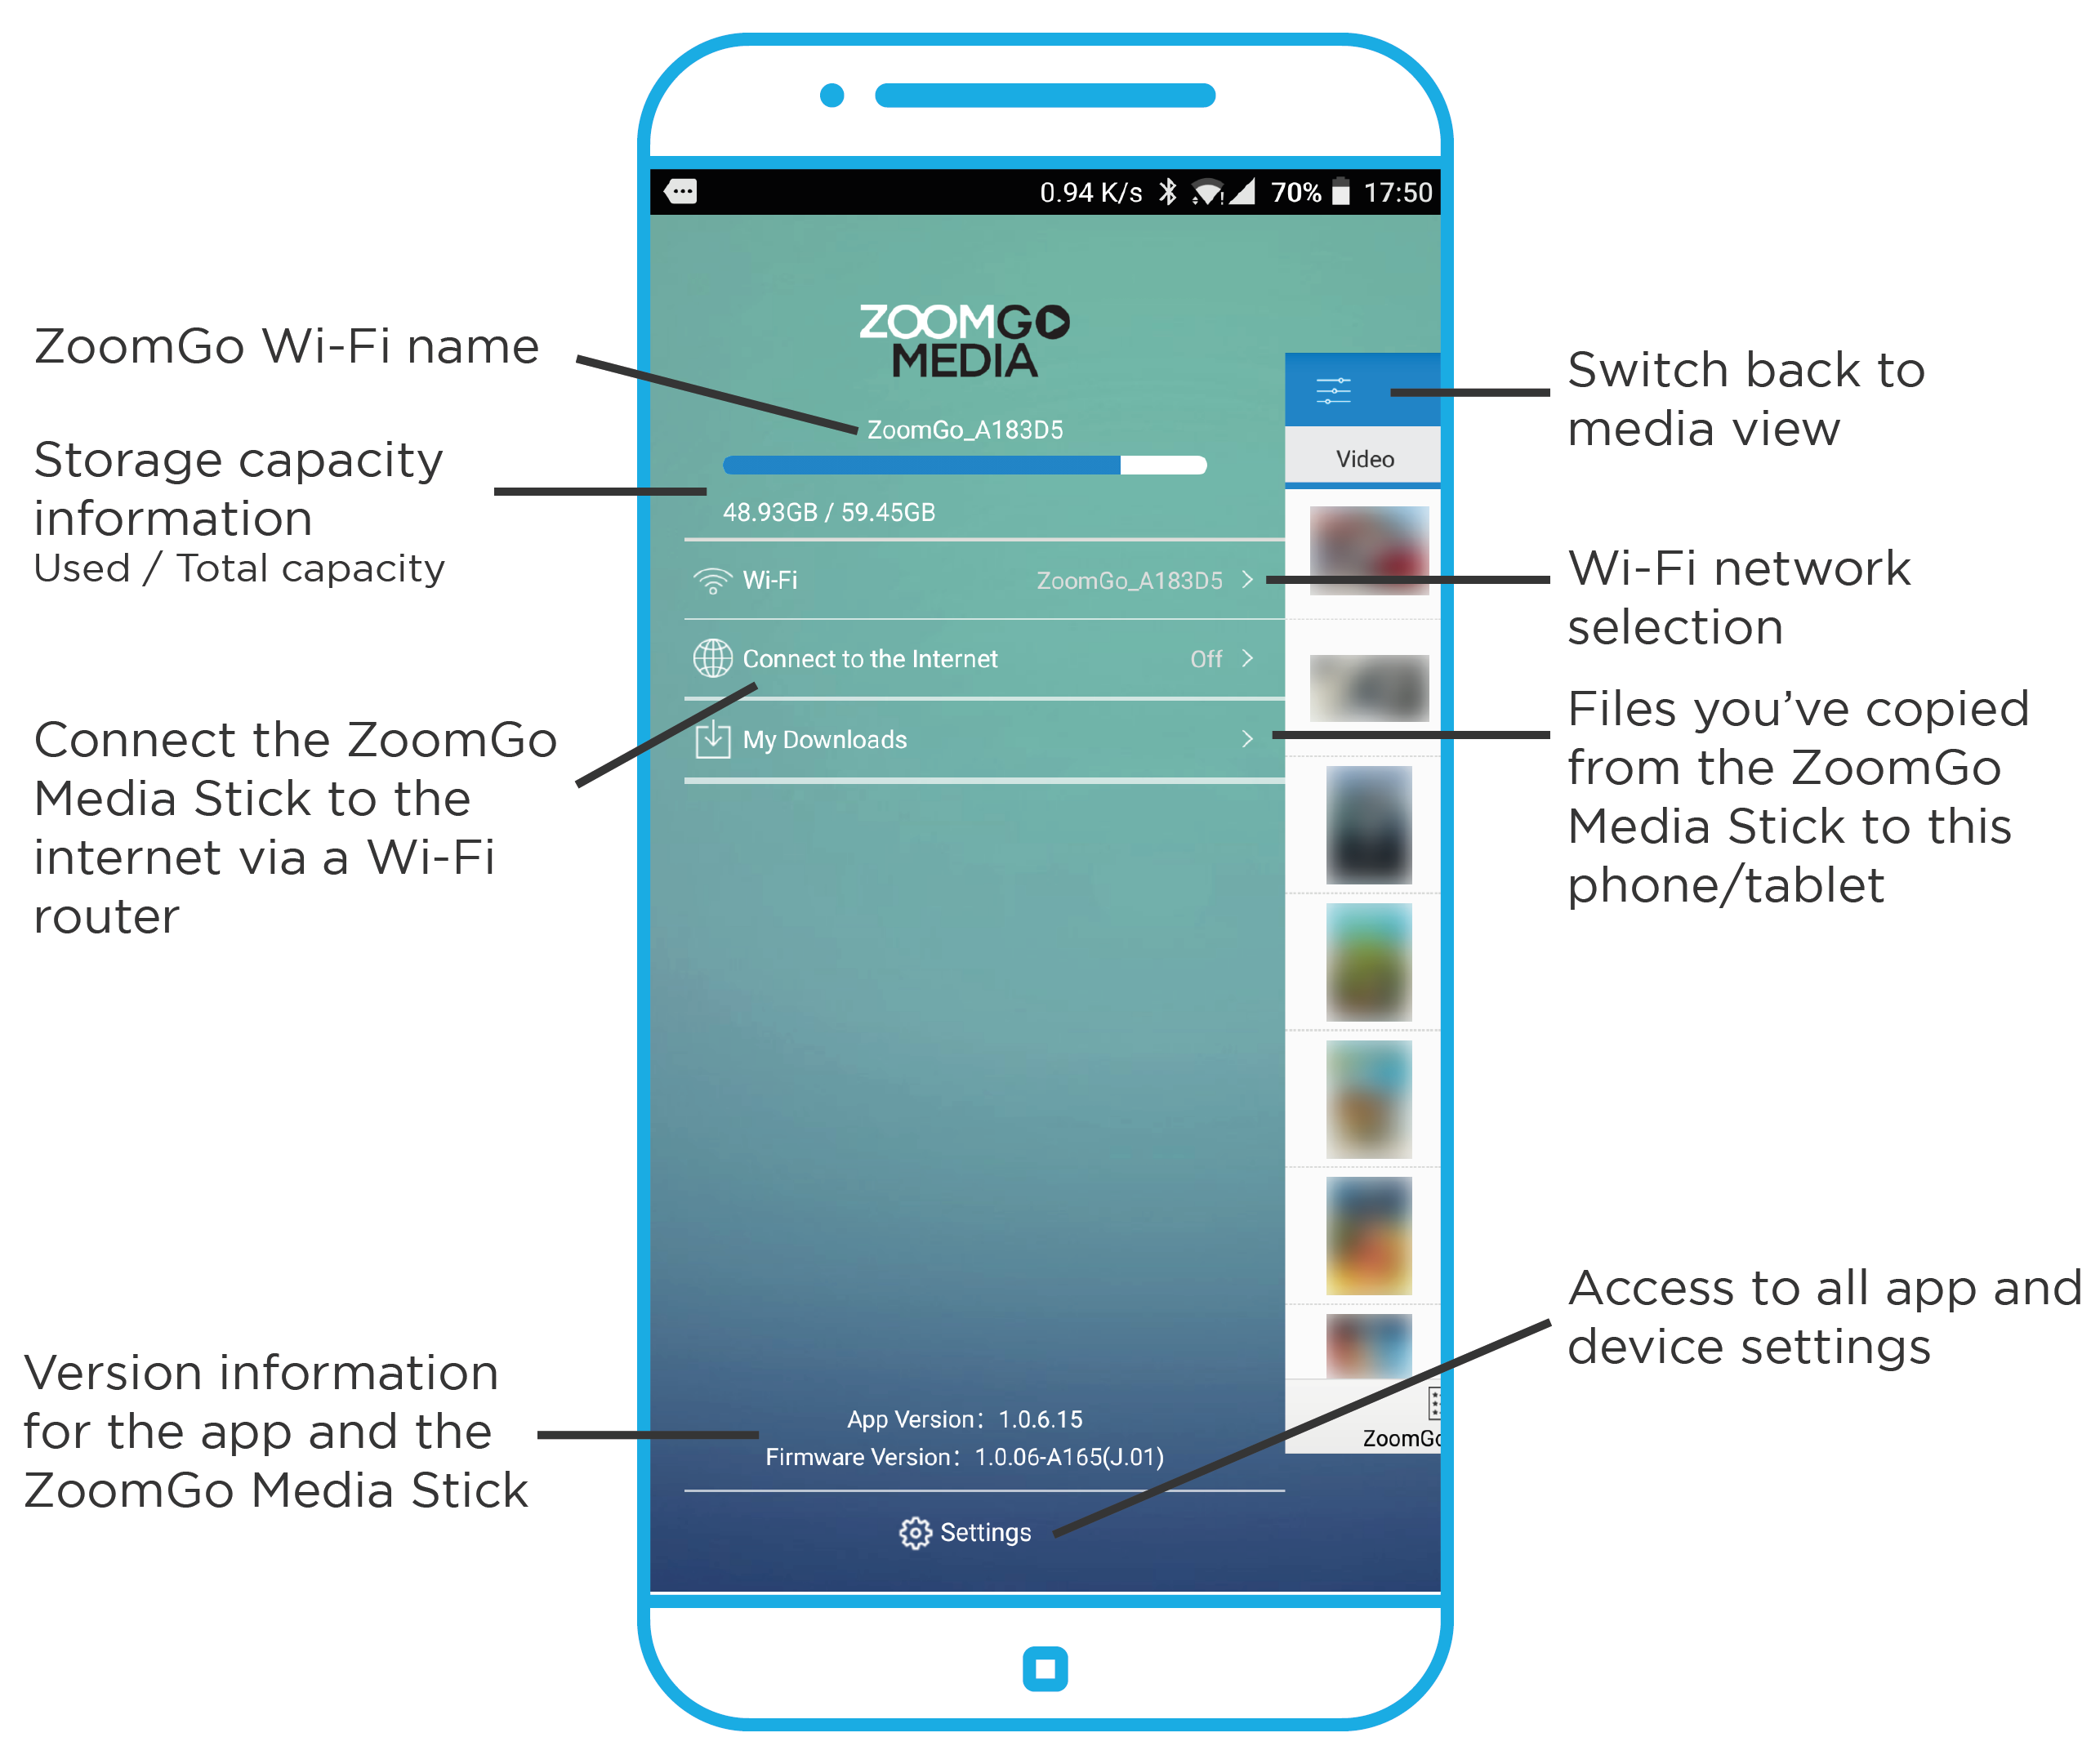 0.94 K/s 70% 17:50
ZOOMGO
MEDIA
ZoomGo Wi-Fi name
ZoomGo_A183D5
Storage capacity
information
Used / Total capacity
48.93GB / 59.45GB
Switch back to
media view
Video
Wi-Fi ZoomGo_A183D5
Wi-Fi network
selection
Connect to the Internet Off
Connect the ZoomGo
Media Stick to the
internet via a Wi-Fi
router
My Downloads
Files you’ve copied
from the ZoomGo
Media Stick to this
phone/tablet
Version information
for the app and the
ZoomGo Media Stick
App Version: 1.0.6.15
Firmware Version: 1.0.06-A165(J.01)
ZoomGo
Access to all app and
device settings
Settings